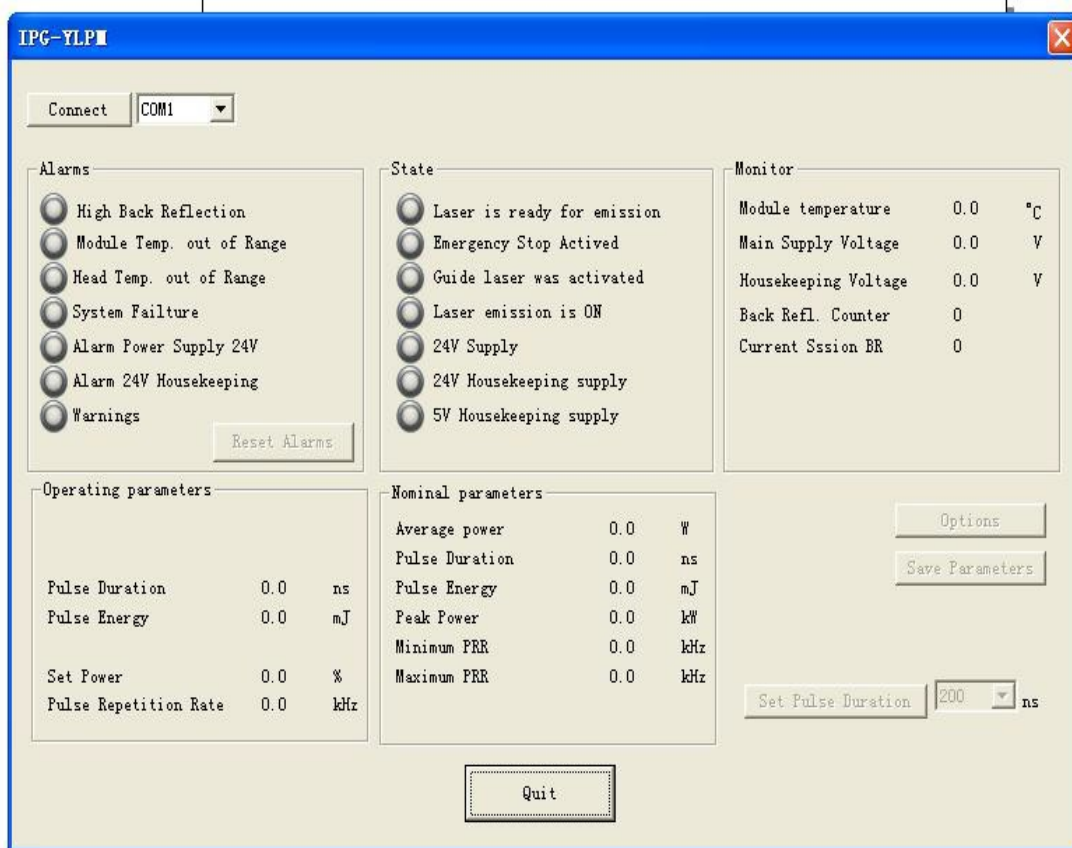 IPG-YLPM
Connect COM1
Alarms
High Back Reflection
Module Temp. out of Range
Head Temp. out of Range
System Failture
Alarm Power Supply 24V
Alarm 24V Housekeeping
Warnings
Reset Alarms
State
Laser is ready for emission
Emergency Stop Actived
Guide laser was activated
Laser emission is ON
24V Supply
24V Housekeeping supply
5V Housekeeping supply
Monitor
Module temperature 0.0 °C
Main Supply Voltage 0.0 V
Housekeeping Voltage 0.0 V
Back Refl. Counter 0
Current Sssion BR 0
Operating parameters
Pulse Duration 0.0 ns
Pulse Energy 0.0 mJ
Set Power 0.0 %
Pulse Repetition Rate 0.0 kHz
Nominal parameters
Average power 0.0 W
Pulse Duration 0.0 ns
Pulse Energy 0.0 mJ
Peak Power 0.0 kW
Minimum PRR 0.0 kHz
Maximum PRR 0.0 kHz
Options
Save Parameters
Set Pulse Duration 200 ns
Quit